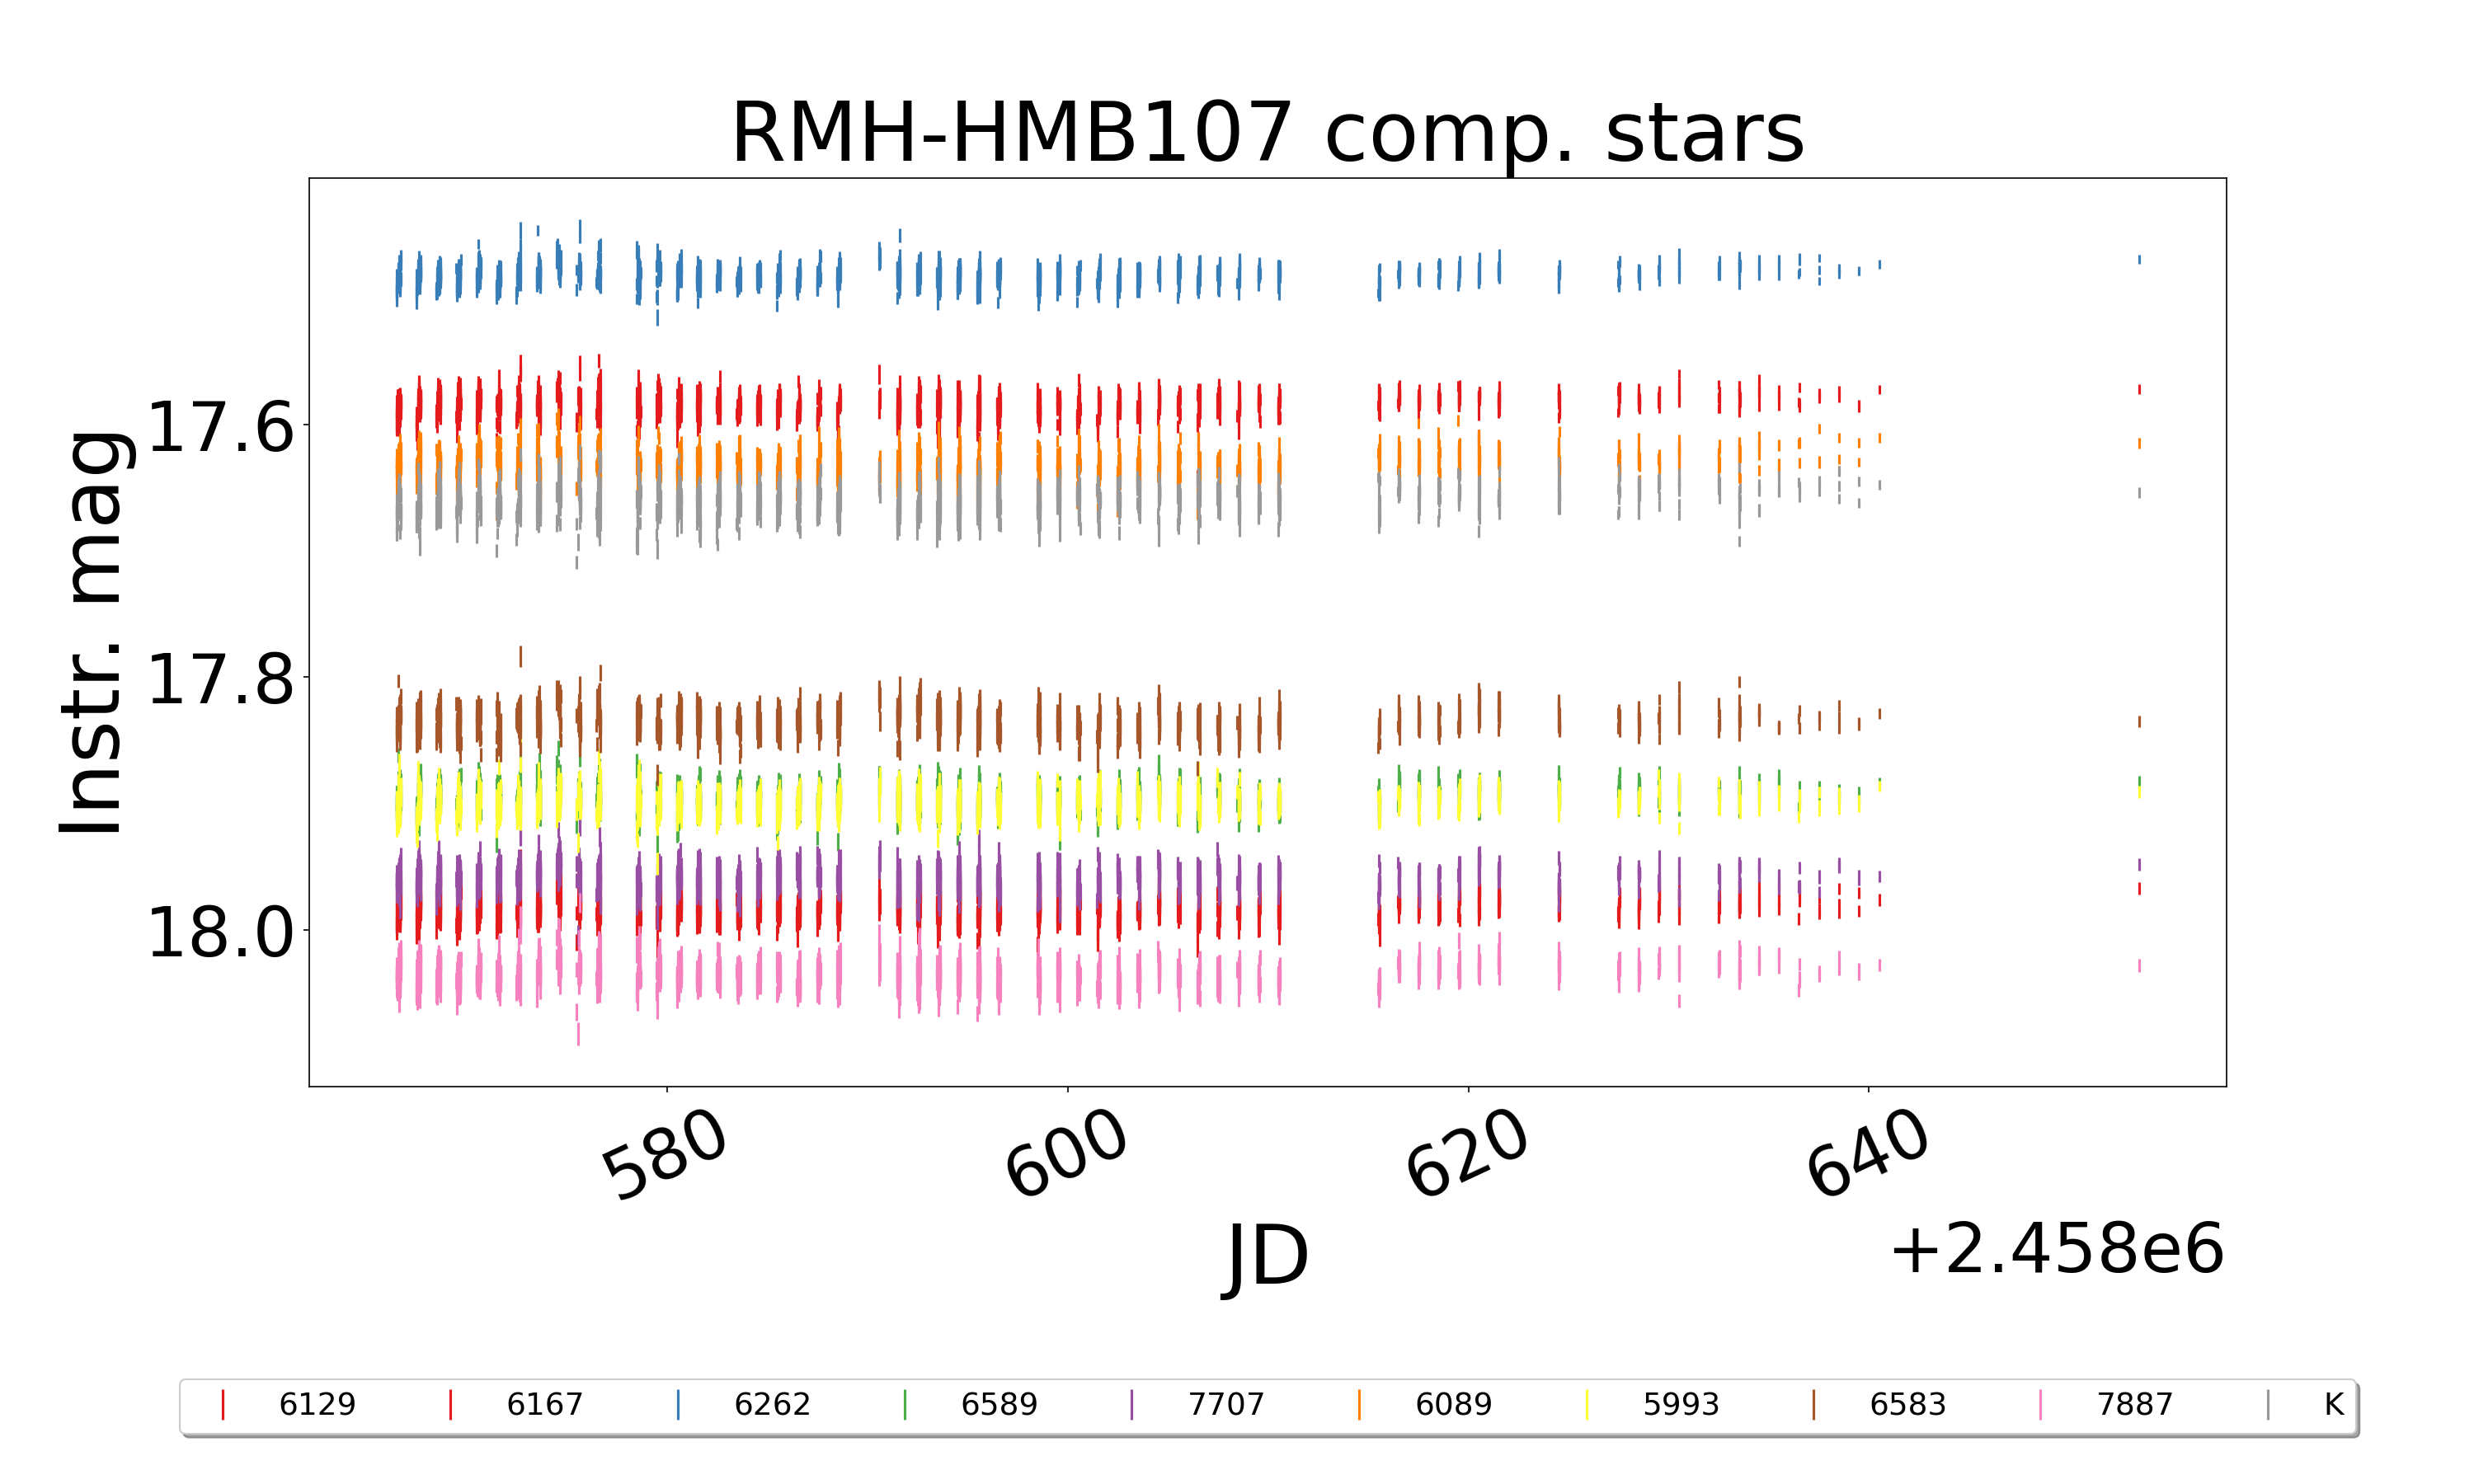 RMH-HMB107 comp. stars
Instr. mag
17.6
17.8
18.0
580 600 620 640
JD
+2.458e6
6129 6167 6262 6589 7707 6089 5993 6583 7887 K